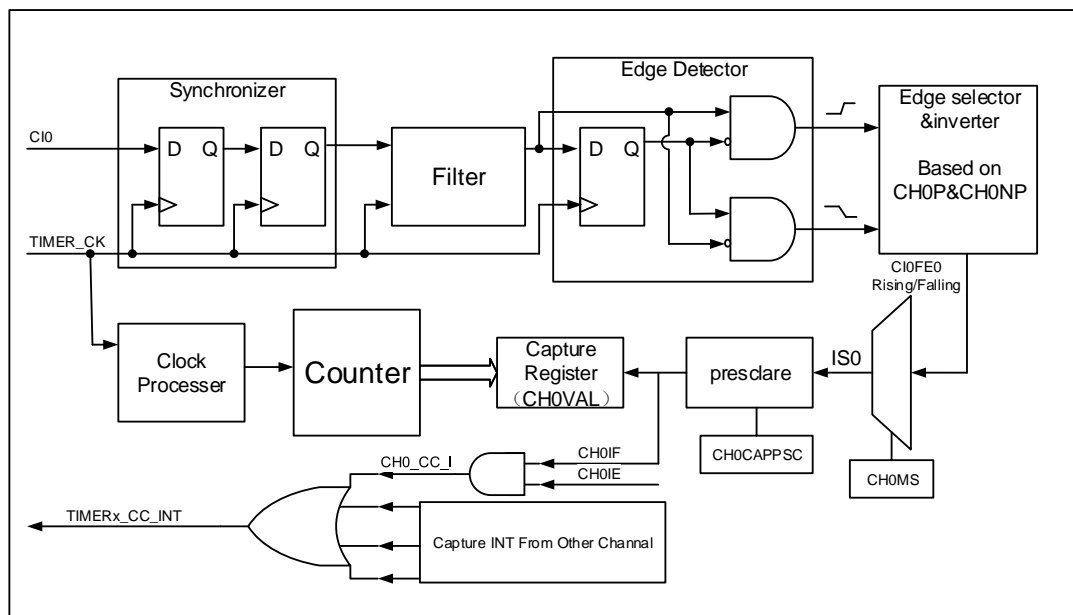 Synchronizer
Edge Detector
CI0
D Q
D Q
Filter
D Q
Edge selector
&inverter
Based on
CH0P&CH0NP
TIMER_CK
CI0FE0
Rising/Falling
Clock
Processer
Counter
Capture
Register
（CH0VAL）
presclare
IS0
CH0CAPPSC
CH0MS
CH0_CC_I
CH0IF
CH0IE
TIMERx_CC_INT
Capture INT From Other Channal